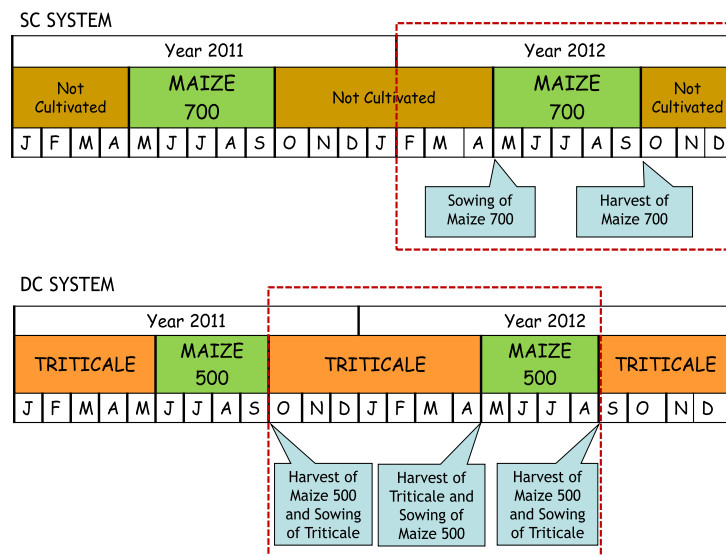 SC SYSTEM
Year 2011 Year 2012
Not Cultivated MAIZE 700 Not Cultivated MAIZE 700 Not Cultivated
J F M A M J J A S O N D J F M A M J J A S O N D
Sowing of Maize 700
Harvest of Maize 700
DC SYSTEM
Year 2011 Year 2012
TRITICALE MAIZE 500 TRITICALE MAIZE 500 TRITICALE
J F M A M J J A S O N D J F M A M J J A S O N D
Harvest of Maize 500 and Sowing of Triticale
Harvest of Triticale and Sowing of Maize 500
Harvest of Maize 500 and Sowing of Triticale